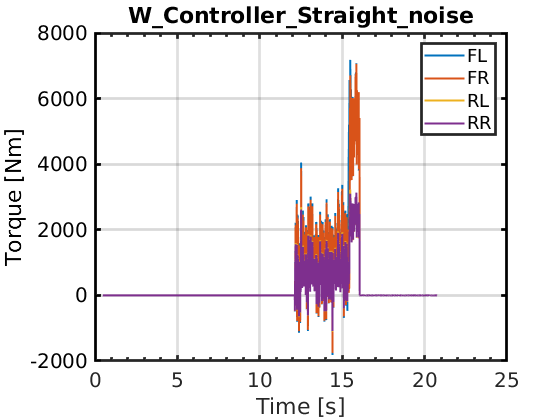 W_Controller_Straight_noise
8000
6000
4000
2000
0
-2000
Torque [Nm]
FL
FR
RL
RR
0 5 10 15 20 25
Time [s]